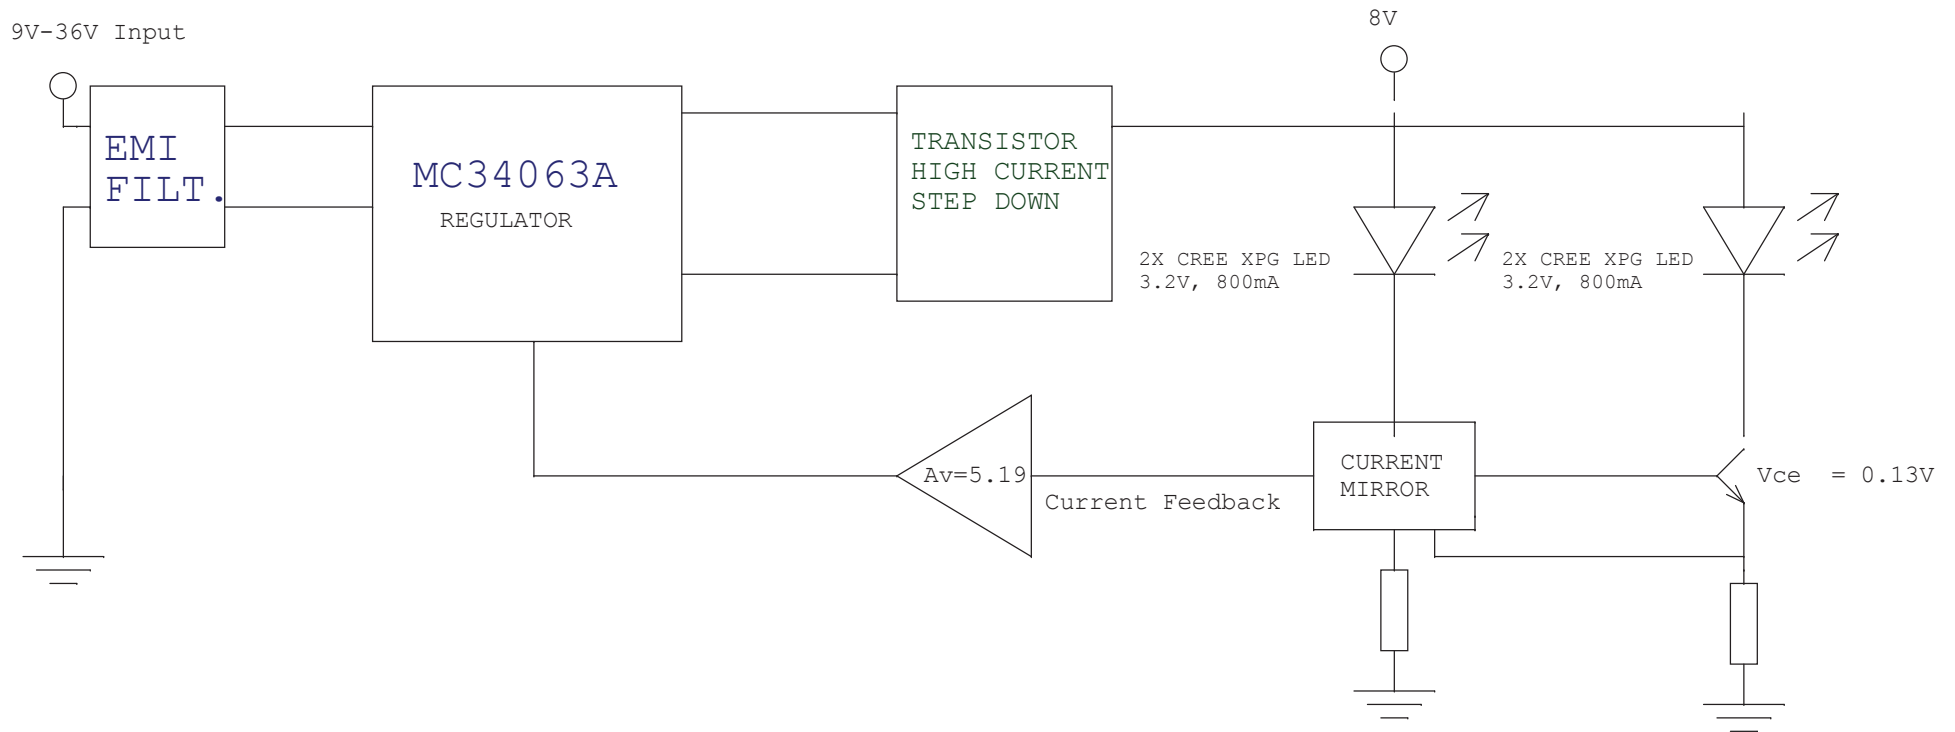 8V
9V-36V Input
EMI
FILT.
MC34063A
REGULATOR
TRANSISTOR
HIGH CURRENT
STEP DOWN
2X CREE XPG LED
3.2V, 800mA
2X CREE XPG LED
3.2V, 800mA
CURRENT
MIRROR
Av=5.19
Current Feedback
Vce = 0.13V